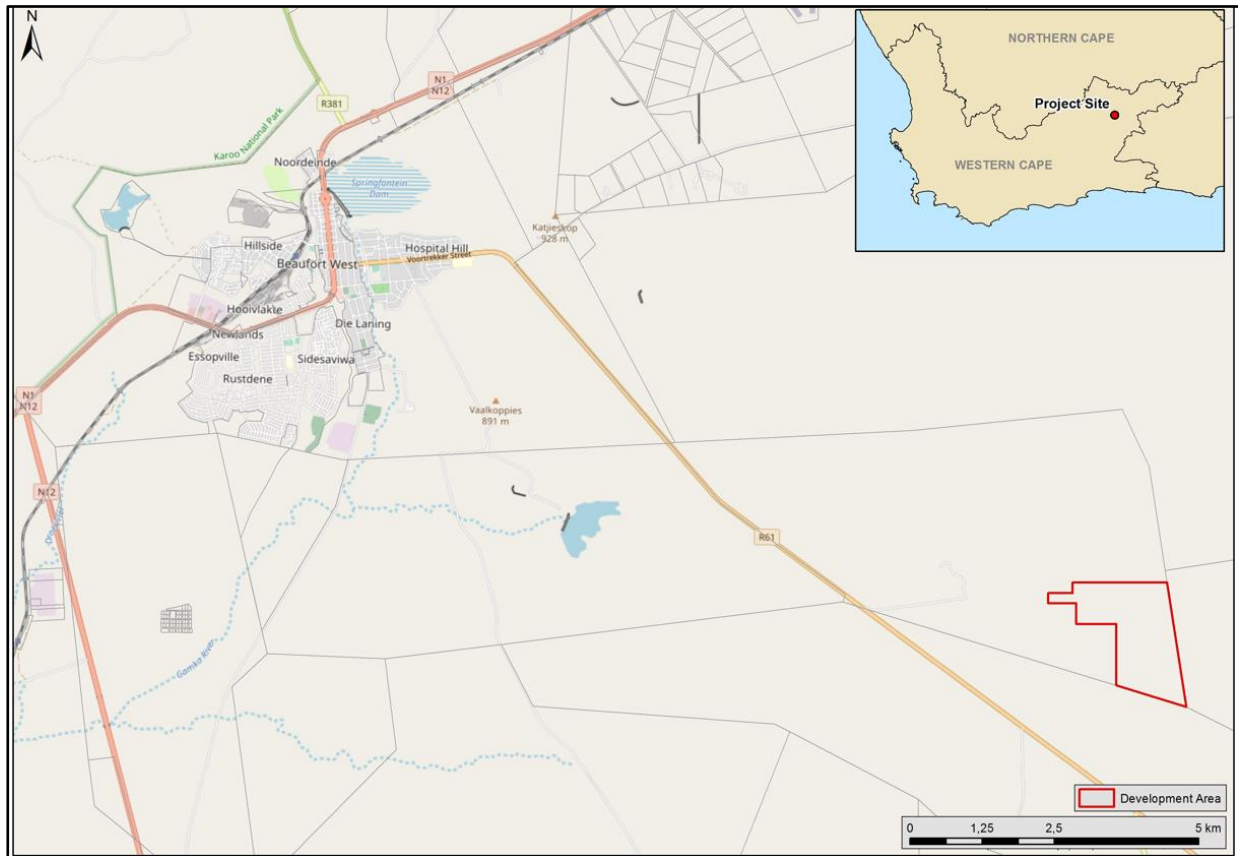 N
NORTHERN CAPE
Project Site
WESTERN CAPE
N1
N12
R381
Karoo National Park
Noordeinde
Springfontein
Dam
Katjieskop
928 m
Hillside
Hospital Hill
Voortrekker Street
Beaufort West
Hooivlakte
Newlands
Die Laning
Essopville
Sidesaviwa
Rustdene
N1
N12
Vaalkoppies
891 m
N12
R61
Gamka River
Development Area
0 1,25 2,5 5 km